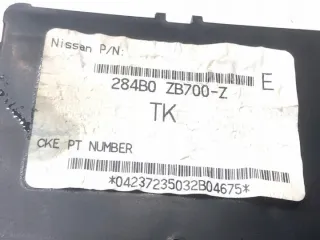 Nissan P/N:
284B0 ZB700-Z E
TK
CKE PT NUMBER
*04237235032B04675*